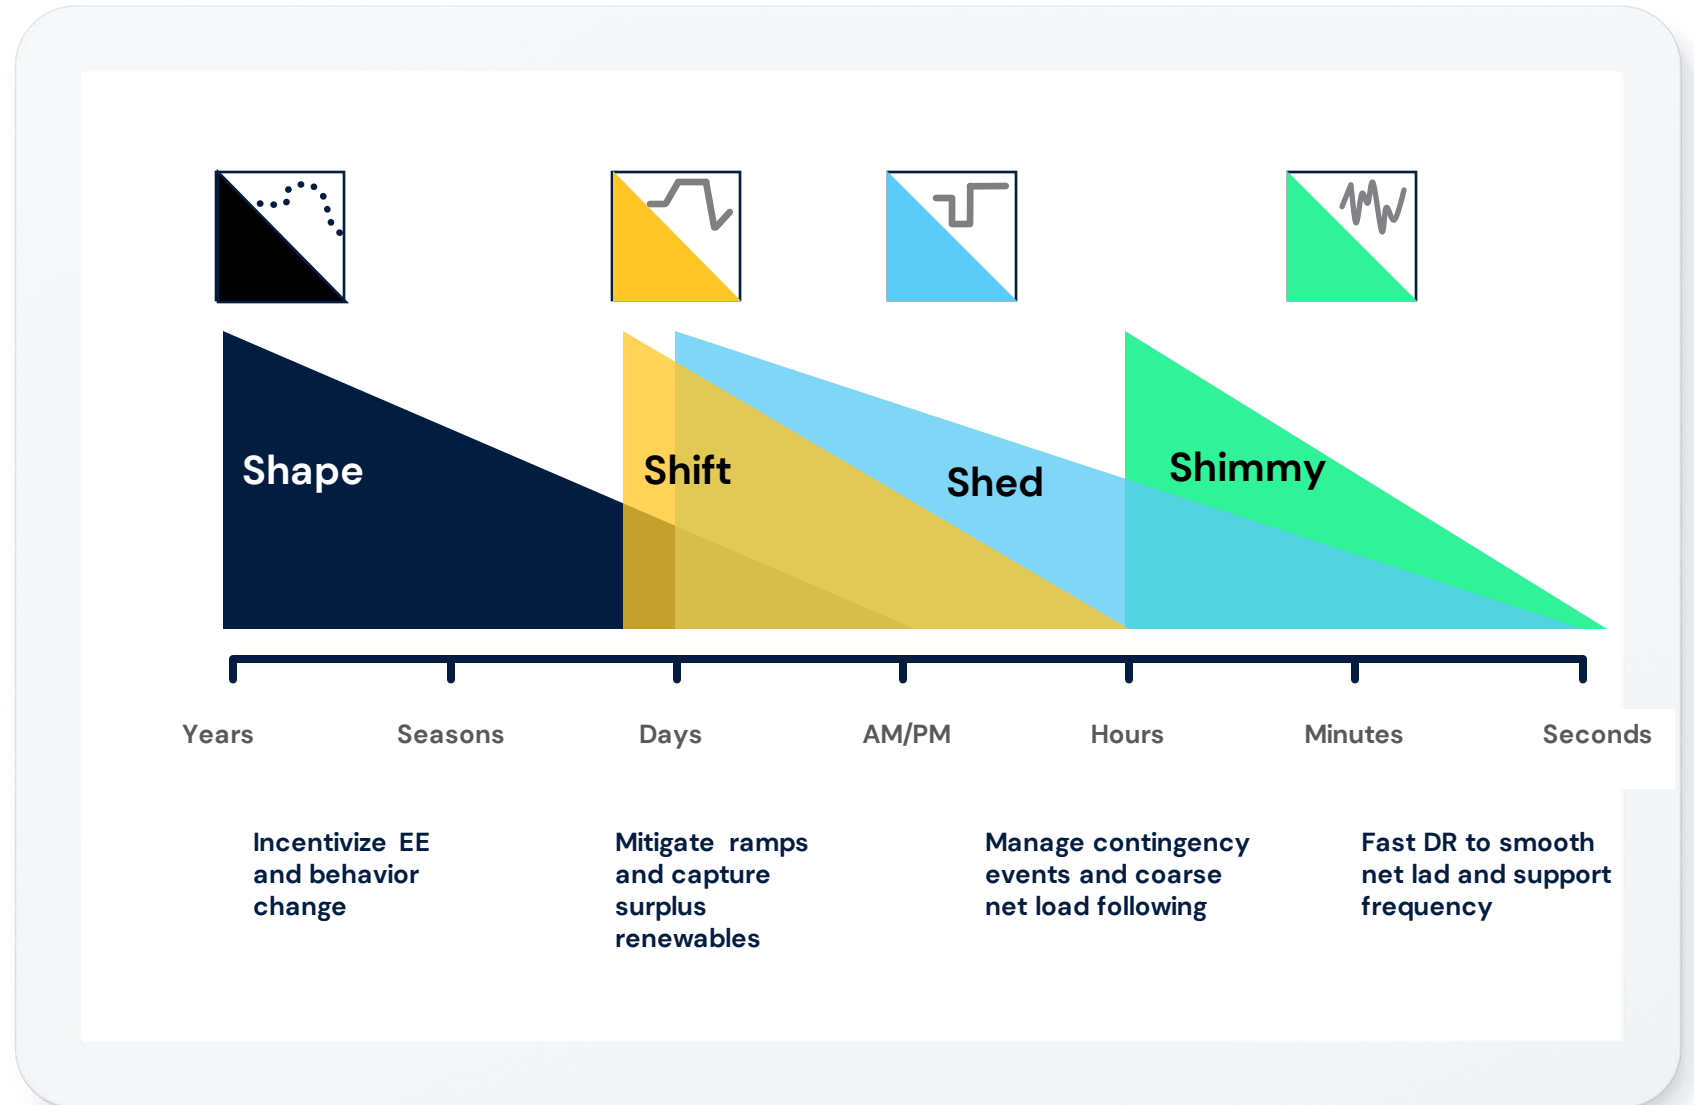 Shape
Shift
Shed
Shimmy
Years
Seasons
Days
AM/PM
Hours
Minutes
Seconds
Incentivize EE
and behavior
change
Mitigate ramps
and capture
surplus
renewables
Manage contingency
events and coarse
net load following
Fast DR to smooth
net lad and support
frequency